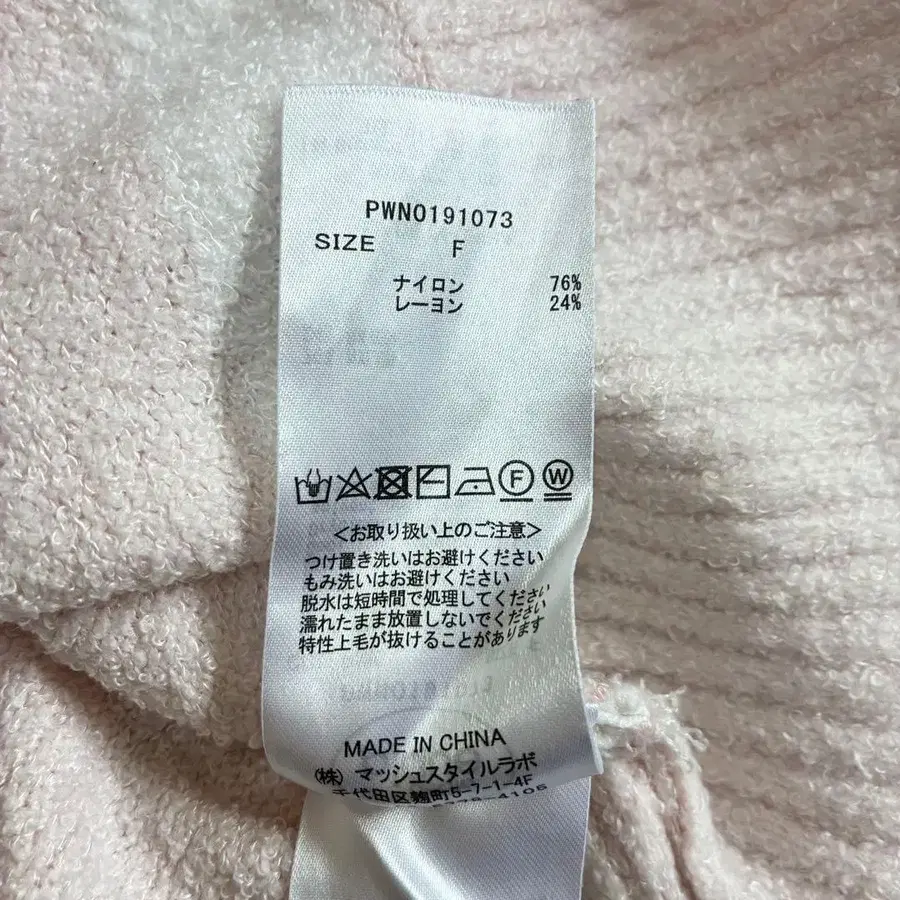 PWNO191073
SIZE F
ナイロン 76%
レーヨン 24%
F W
<お取り扱い上のご注意>
つけ置き洗いはお避けください
もみ洗いはお避けください
脱水は短時間で処理してください
濡れたまま放置しないでください
特性上毛が抜けることがあります
MADE IN CHINA
(株) マッシュスタイルラボ
千代田区麹町5-7-1-4F